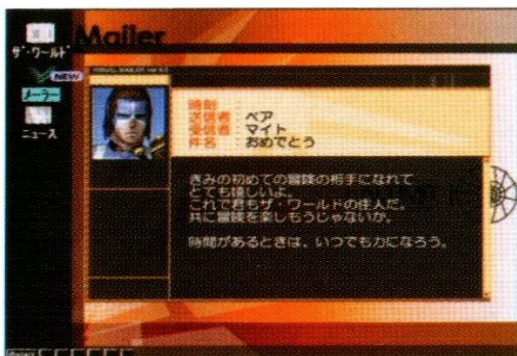 Mailer
ザ・ワールド
NEW
メーラー
ニュース
時刻 :
送信者 : ベア
受信者 : マイト
件名 : おめでとう
きみの初めての冒険の相手になれて
とても嬉しいよ。
これで君もザ・ワールドの住人だ。
共に冒険を楽しもうじゃないか。
時間があるときは、いつでも力になろう。